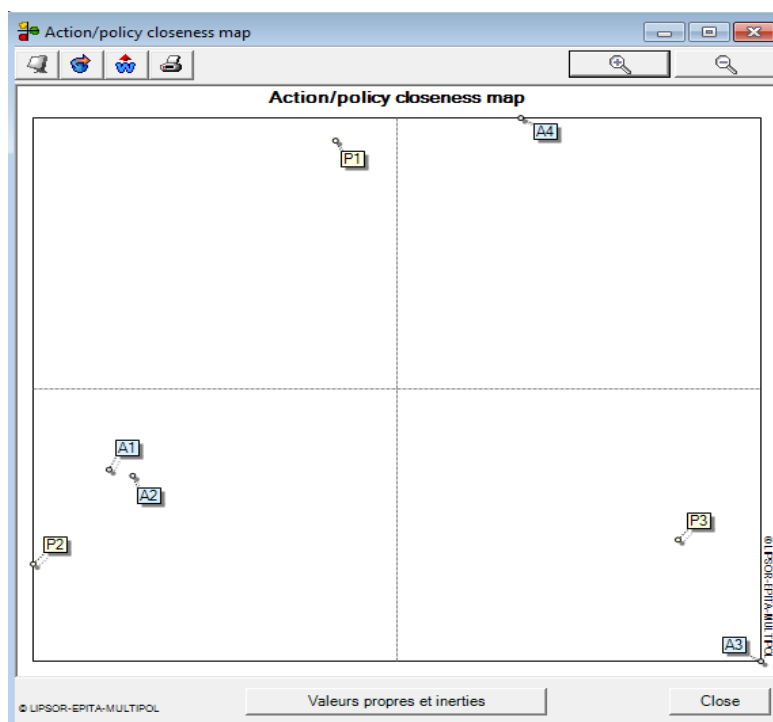 Action/policy closeness map
Action/policy closeness map
A4
P1
A1
A2
P2
P3
A3
© LIPSOR-EPITA-MULTIPOL
© LIPSOR-EPITA-MULTIPOL
Valeurs propres et inerties
Close